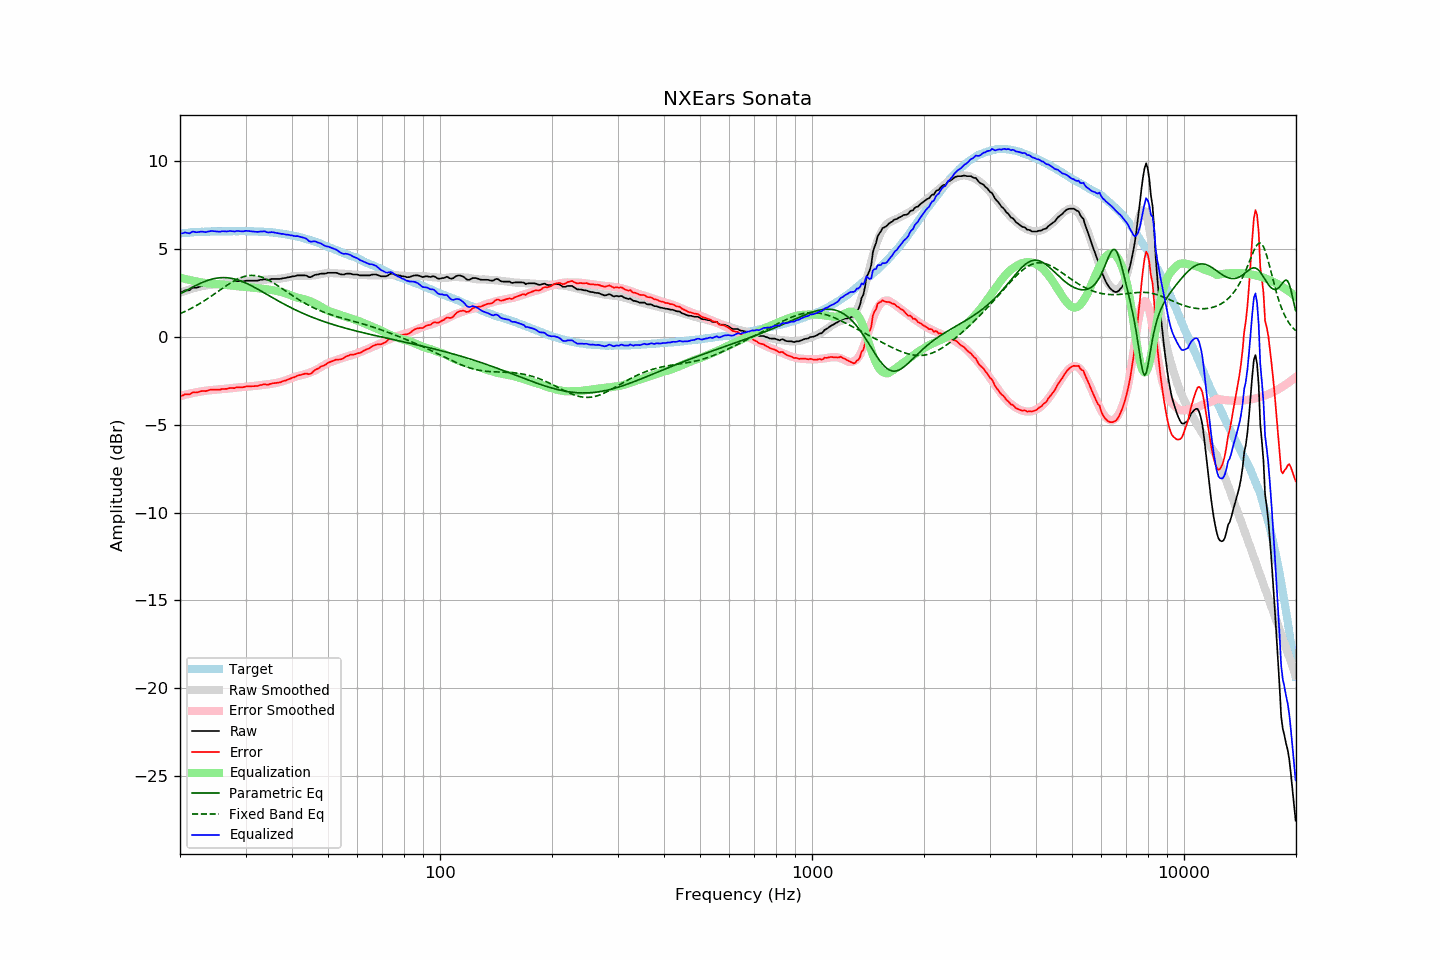 NXEars Sonata
10
5
0
−5
−10
−15
−20
−25
Amplitude (dBr)
Target
Raw Smoothed
Error Smoothed
Raw
Error
Equalization
Parametric Eq
Fixed Band Eq
Equalized
100
1000
10000
Frequency (Hz)